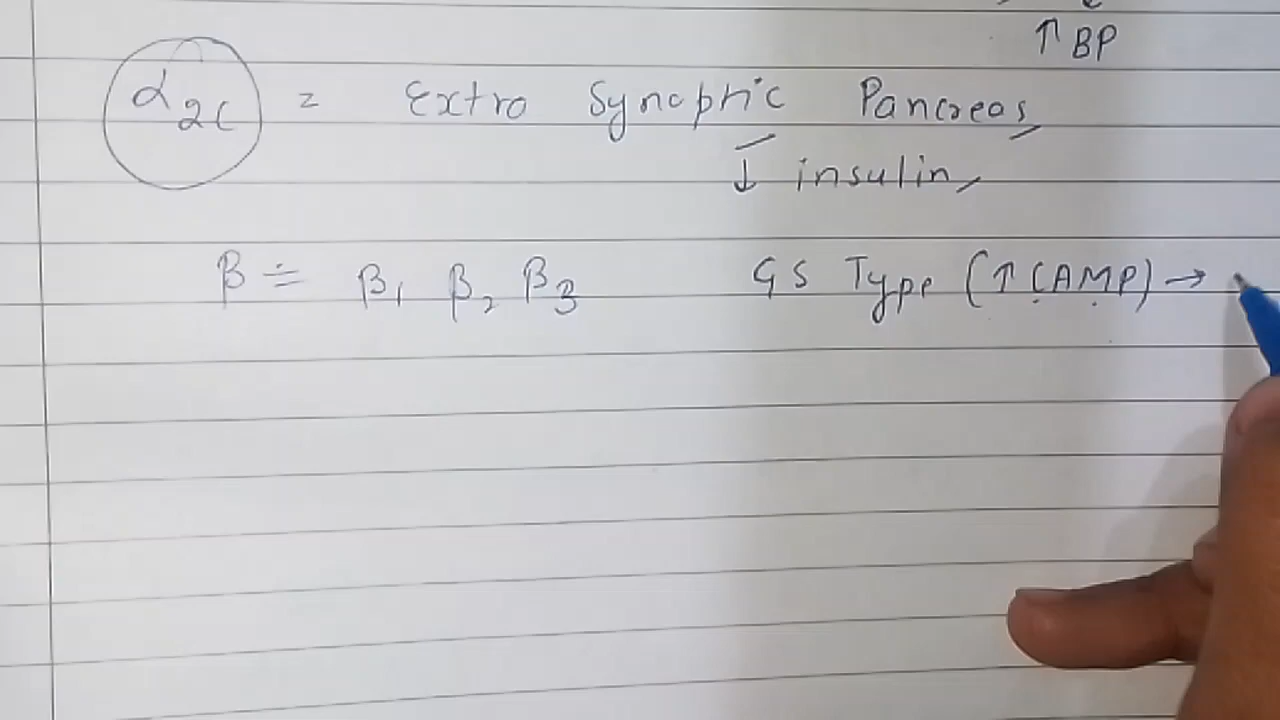 ↑ BP
α2C = Extra Synaptic Pancreas
↓ insulin
β = β1 β2 β3 GS Type (↑ CAMP) →